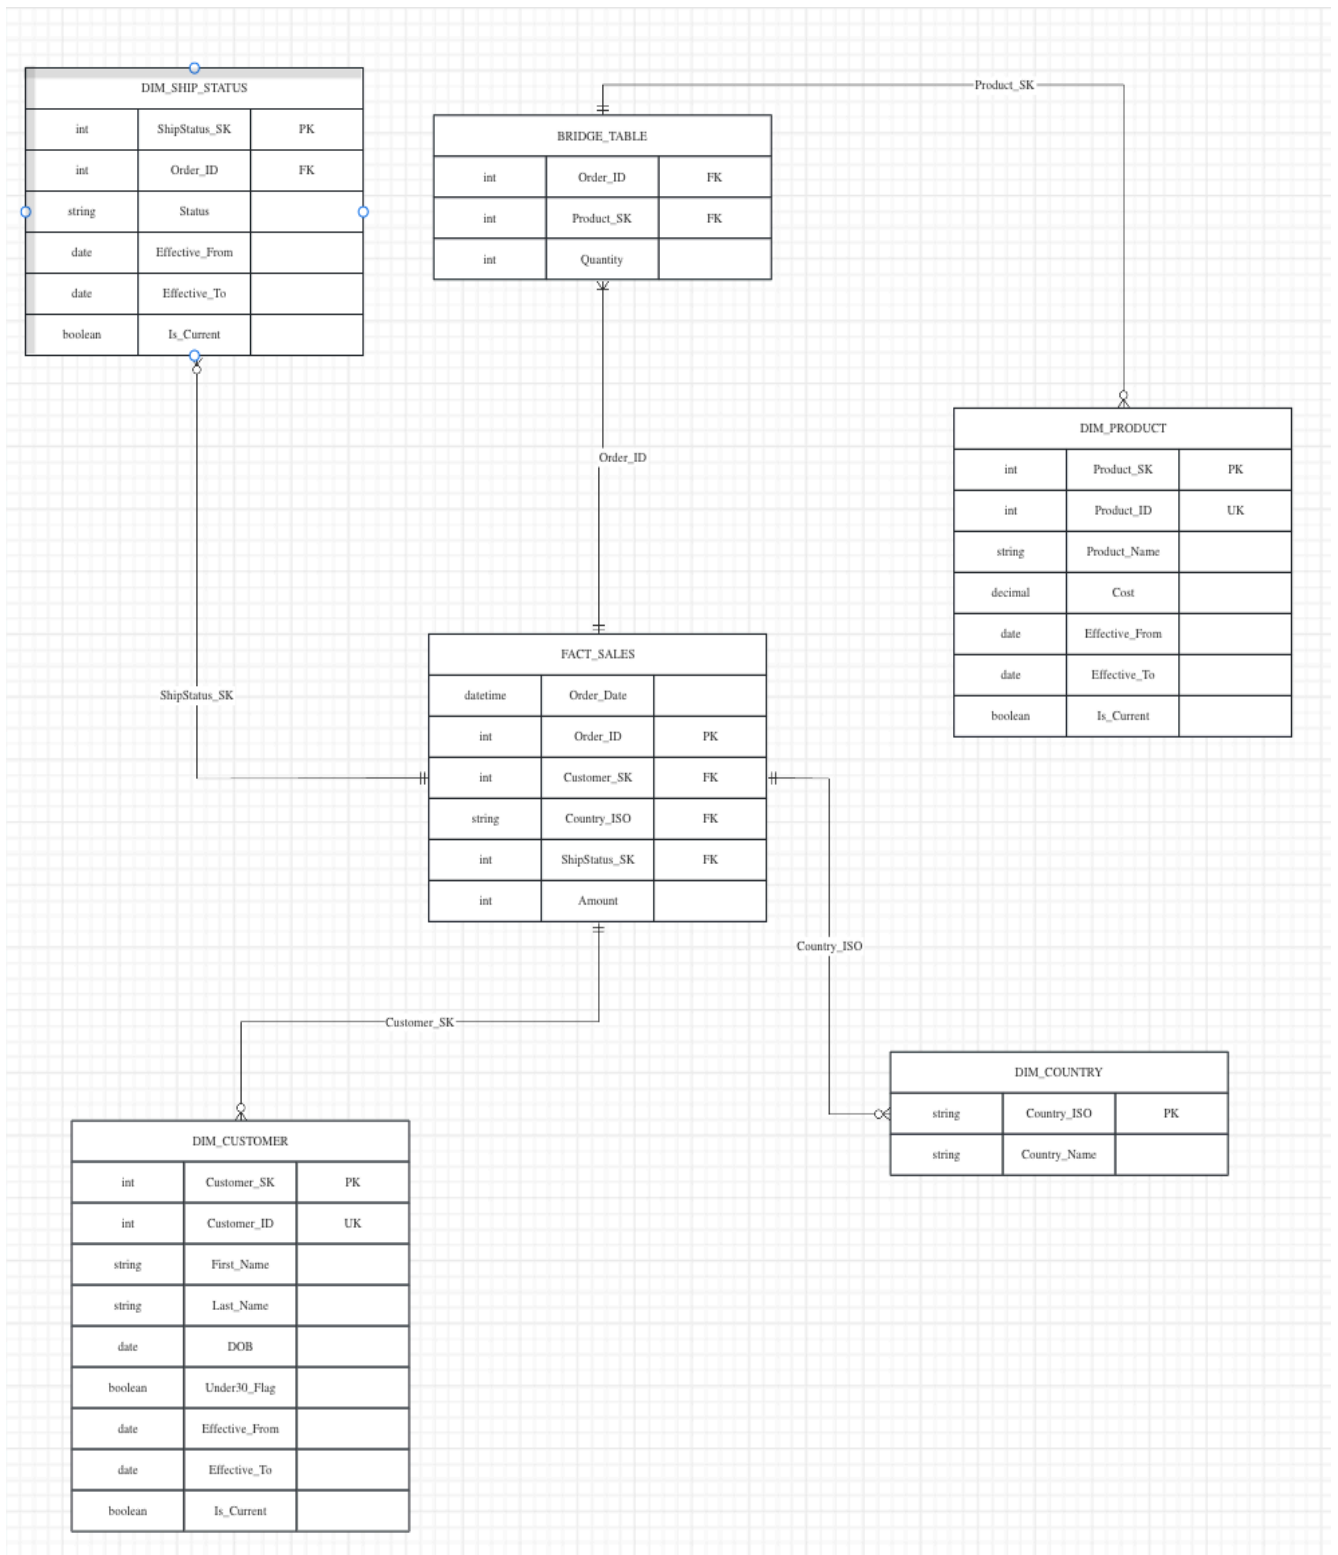 DIM_SHIP_STATUS
int ShipStatus_SK PK
int Order_ID FK
string Status
date Effective_From
date Effective_To
boolean Is_Current
Product_SK
BRIDGE_TABLE
int Order_ID FK
int Product_SK FK
int Quantity
DIM_PRODUCT
int Product_SK PK
int Product_ID UK
string Product_Name
decimal Cost
date Effective_From
date Effective_To
boolean Is_Current
Order_ID
ShipStatus_SK
FACT_SALES
datetime Order_Date
int Order_ID PK
int Customer_SK FK
string Country_ISO FK
int ShipStatus_SK FK
int Amount
Country_ISO
Customer_SK
DIM_COUNTRY
string Country_ISO PK
string Country_Name
DIM_CUSTOMER
int Customer_SK PK
int Customer_ID UK
string First_Name
string Last_Name
date DOB
boolean Under30_Flag
date Effective_From
date Effective_To
boolean Is_Current